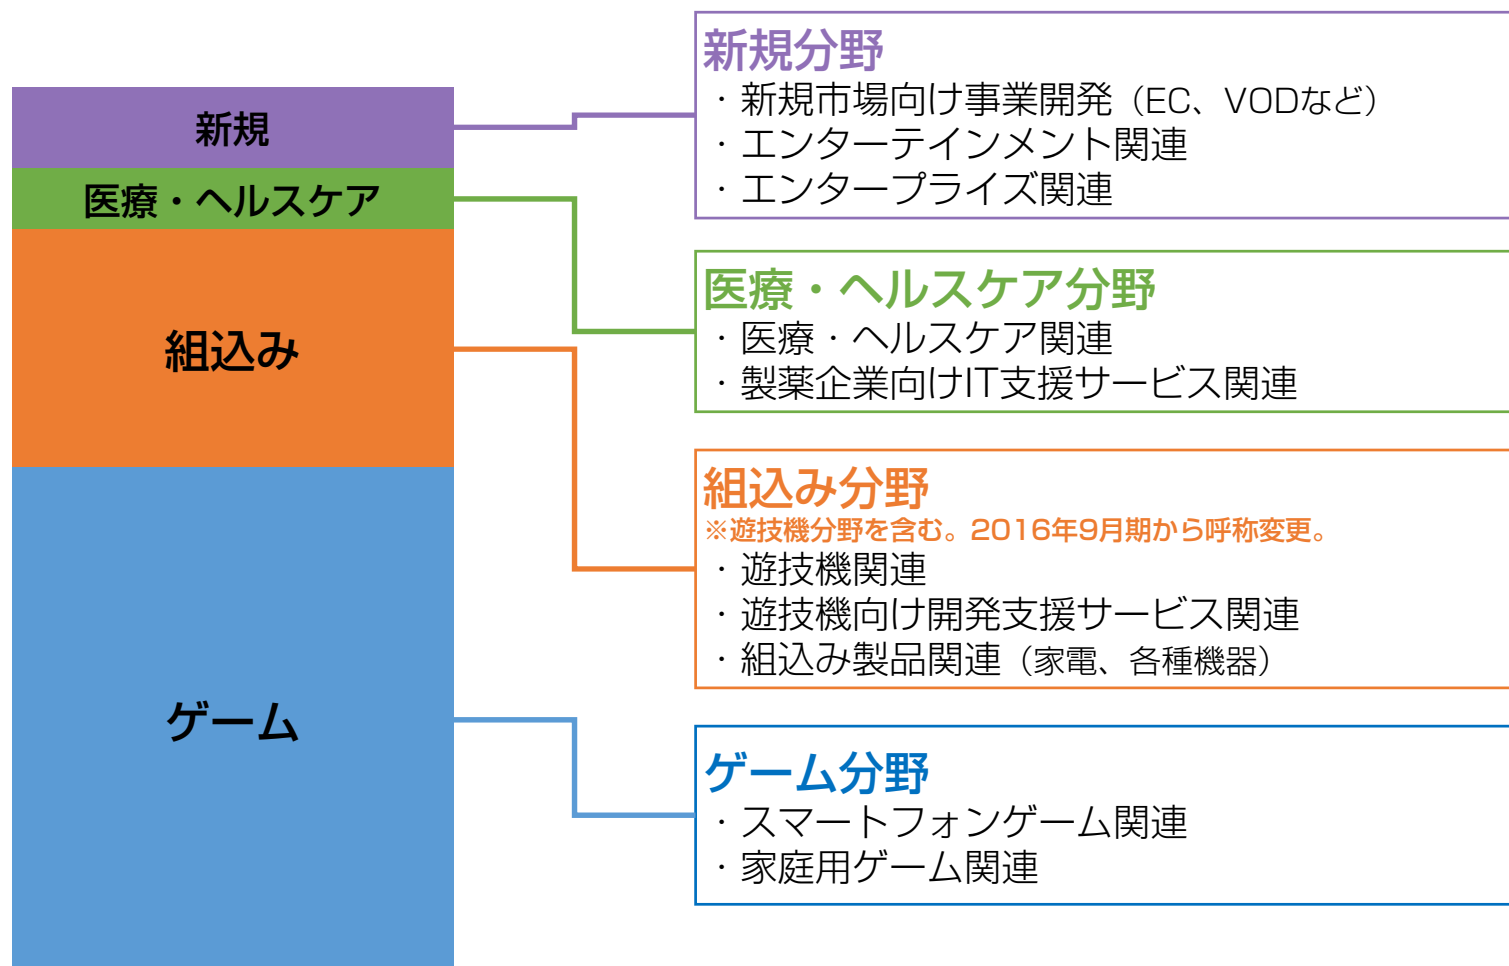 新規
医療・ヘルスケア
組込み
ゲーム
新規分野
・新規市場向け事業開発（EC、VODなど）
・エンターテインメント関連
・エンタープライズ関連
医療・ヘルスケア分野
・医療・ヘルスケア関連
・製薬企業向けIT支援サービス関連
組込み分野
※遊技機分野を含む。2016年9月期から呼称変更。
・遊技機関連
・遊技機向け開発支援サービス関連
・組込み製品関連（家電、各種機器）
ゲーム分野
・スマートフォンゲーム関連
・家庭用ゲーム関連